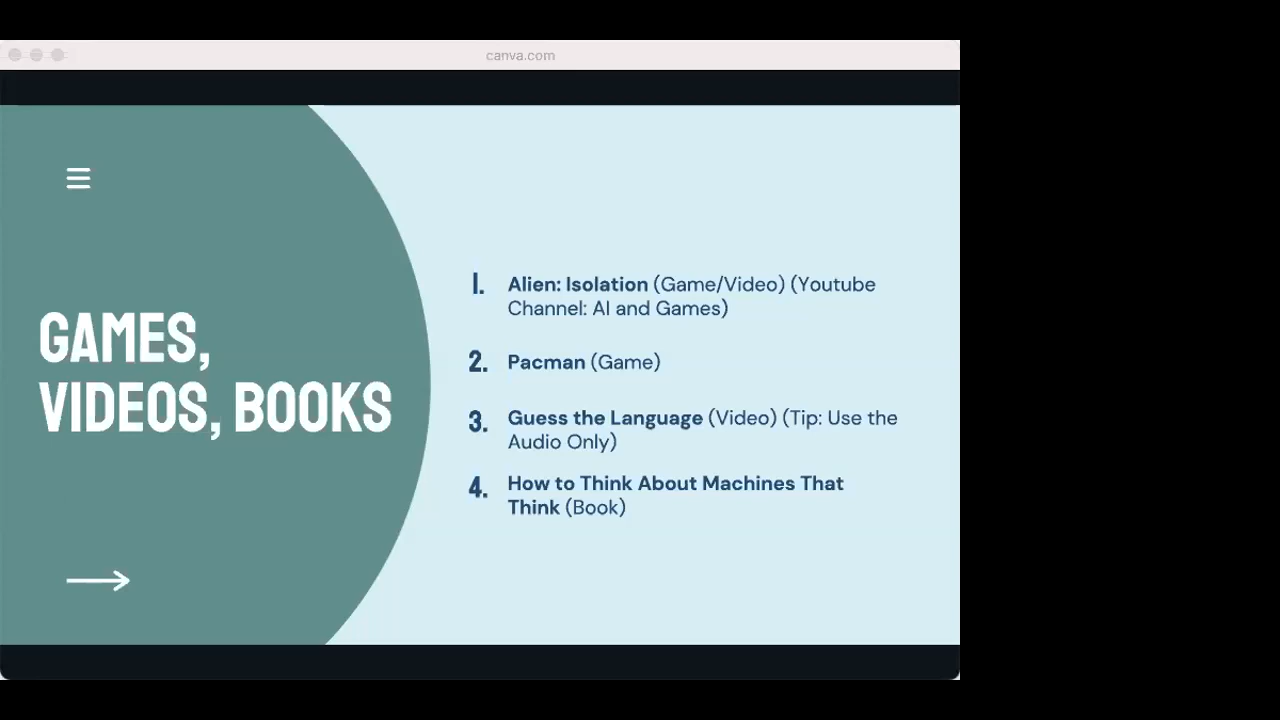 canva.com
GAMES,
VIDEOS, BOOKS
1. Alien: Isolation (Game/Video) (Youtube
Channel: AI and Games)
2. Pacman (Game)
3. Guess the Language (Video) (Tip: Use the
Audio Only)
4. How to Think About Machines That
Think (Book)